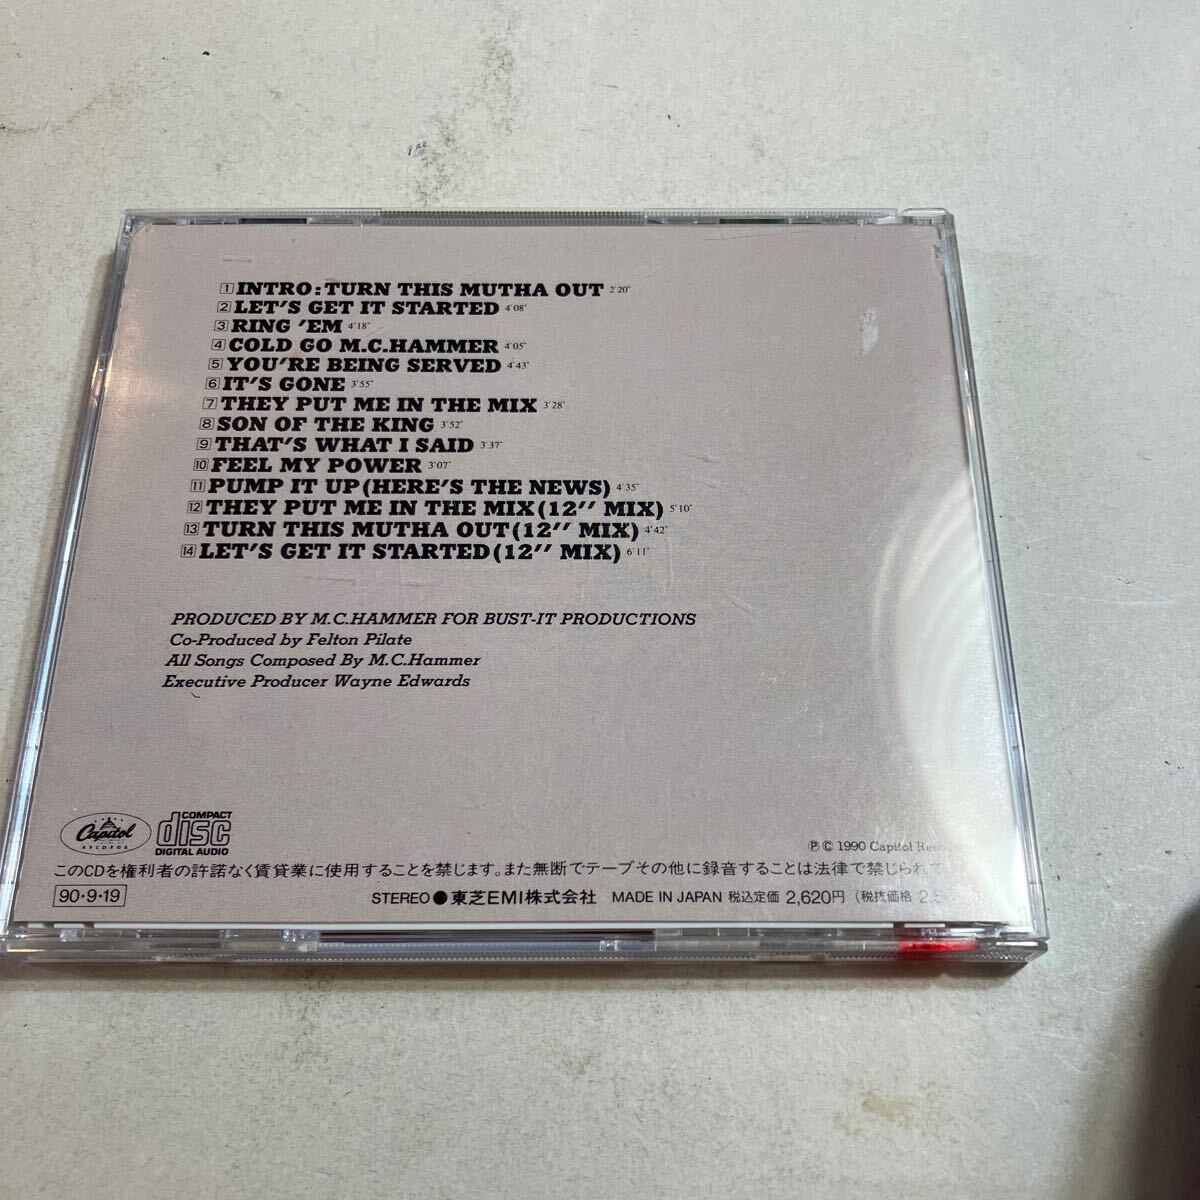 1 INTRO:TURN THIS MUTHA OUT 2'20"
2 LET'S GET IT STARTED 4'08"
3 RING 'EM 4'18"
4 COLD GO M.C.HAMMER 4'05"
5 YOU'RE BEING SERVED 4'43"
6 IT'S GONE 3'55"
7 THEY PUT ME IN THE MIX 3'28"
8 SON OF THE KING 3'52"
9 THAT'S WHAT I SAID 3'37"
10 FEEL MY POWER 3'07"
11 PUMP IT UP(HERE'S THE NEWS) 4'35"
12 THEY PUT ME IN THE MIX(12'' MIX) 5'10"
13 TURN THIS MUTHA OUT(12'' MIX) 4'42"
14 LET'S GET IT STARTED(12'' MIX) 6'11"
PRODUCED BY M.C.HAMMER FOR BUST-IT PRODUCTIONS
Co-Produced by Felton Pilate
All Songs Composed By M.C.Hammer
Executive Producer Wayne Edwards
Capitol
RECORDS
COMPACT
disc
DIGITAL AUDIO
Ⓟ © 1990 Capitol
このCDを権利者の許諾なく賃貸業に使用することを禁じます。また無断でテープその他に録音することは法律で禁じられて
90・9・19
STEREO●東芝EMI株式会社 MADE IN JAPAN 税込定価 2,620円 (税抜価格